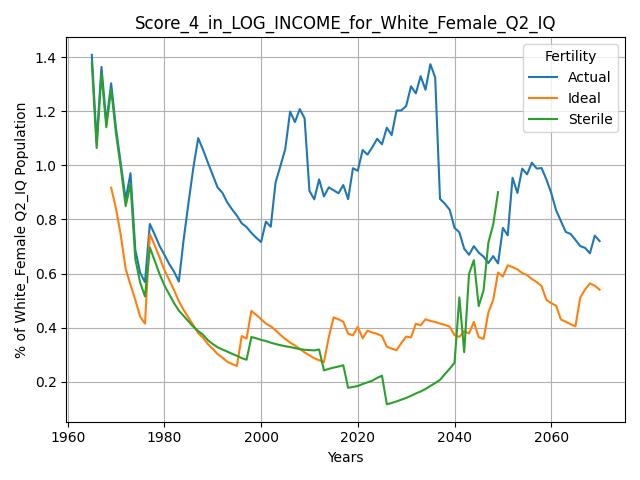 Score_4_in_LOG_INCOME_for_White_Female_Q2_IQ
% of White_Female Q2_IQ Population
1.4
1.2
1.0
0.8
0.6
0.4
0.2
Fertility
Actual
Ideal
Sterile
1960
1980
2000
2020
2040
2060
Years